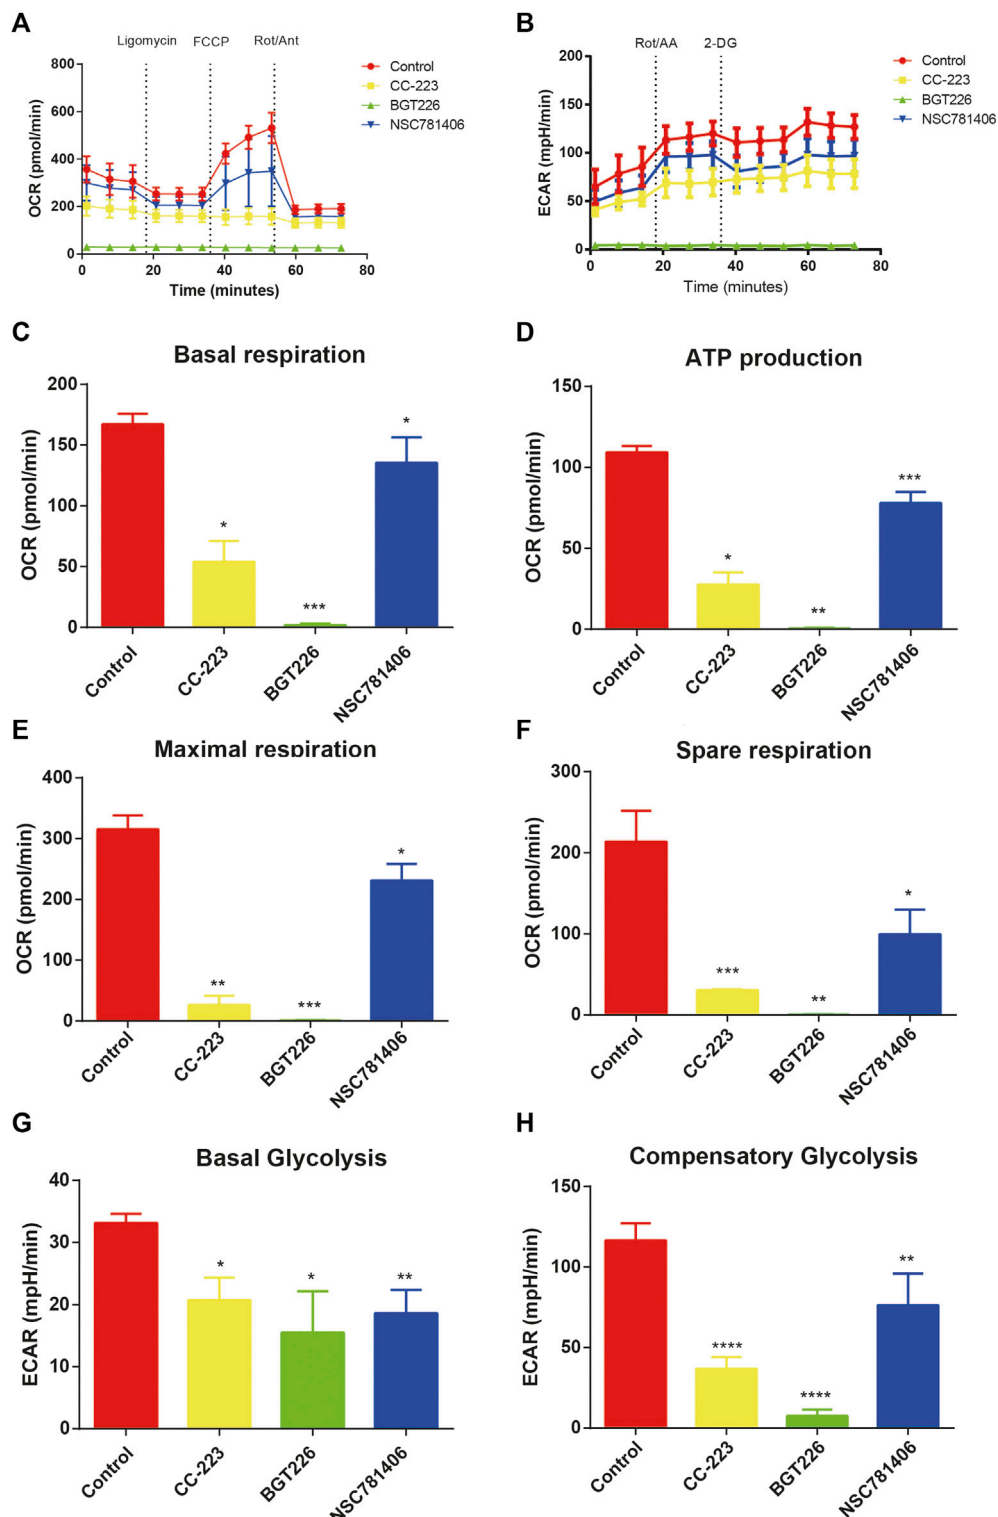 A
Ligomycin FCCP Rot/Ant
800
600
400
200
0
OCR (pmol/min)
0 20 40 60 80
Time (minutes)
Control
CC-223
BGT226
NSC781406
B
Rot/AA 2-DG
200
150
100
50
0
ECAR (mpH/min)
0 20 40 60 80
Time (minutes)
Control
CC-223
BGT226
NSC781406
C
Basal respiration
200
150
100
50
0
OCR (pmol/min)
*
***
*
Control
CC-223
BGT226
NSC781406
D
ATP production
150
100
50
0
OCR (pmol/min)
*
**
***
Control
CC-223
BGT226
NSC781406
E
Maximal respiration
400
300
200
100
0
OCR (pmol/min)
**
***
*
Control
CC-223
BGT226
NSC781406
F
Spare respiration
300
200
100
0
OCR (pmol/min)
***
**
*
Control
CC-223
BGT226
NSC781406
G
Basal Glycolysis
40
30
20
10
0
ECAR (mpH/min)
*
*
**
Control
CC-223
BGT226
NSC781406
H
Compensatory Glycolysis
150
100
50
0
ECAR (mpH/min)
****
****
**
Control
CC-223
BGT226
NSC781406